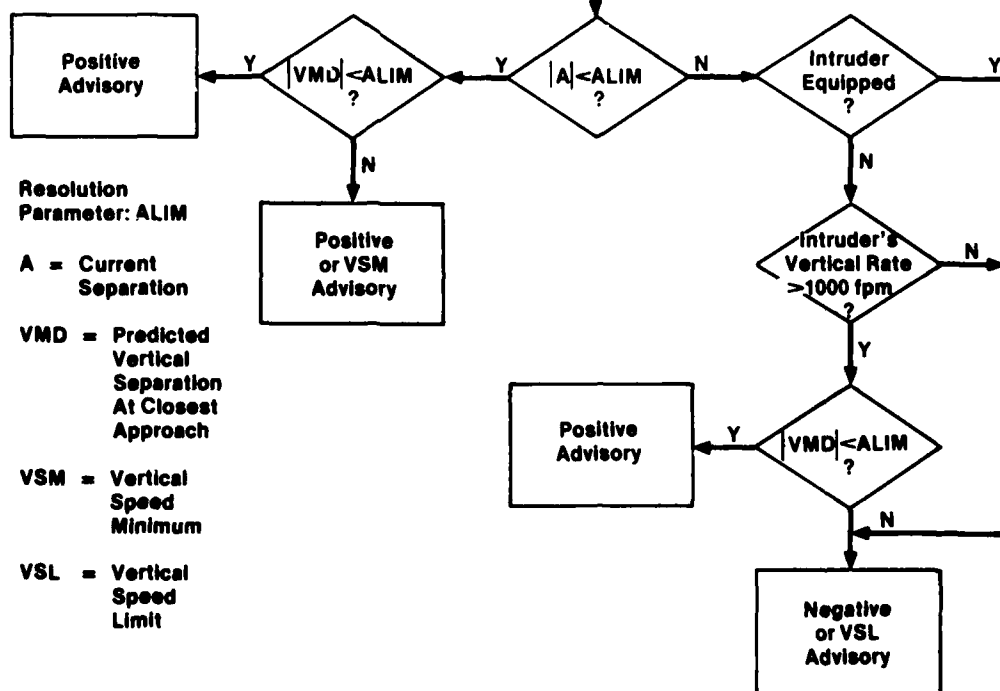 Positive
Advisory
Y
|VMD|<ALIM
?
Y
|A|<ALIM
?
N
Intruder
Equipped
?
Y
N
N
Resolution
Parameter: ALIM
A = Current
Separation
VMD = Predicted
Vertical
Separation
At Closest
Approach
VSM = Vertical
Speed
Minimum
VSL = Vertical
Speed
Limit
Positive
or VSM
Advisory
Intruder's
Vertical Rate
>1000 fpm
?
N
Y
Positive
Advisory
Y
|VMD|<ALIM
?
N
Negative
or VSL
Advisory